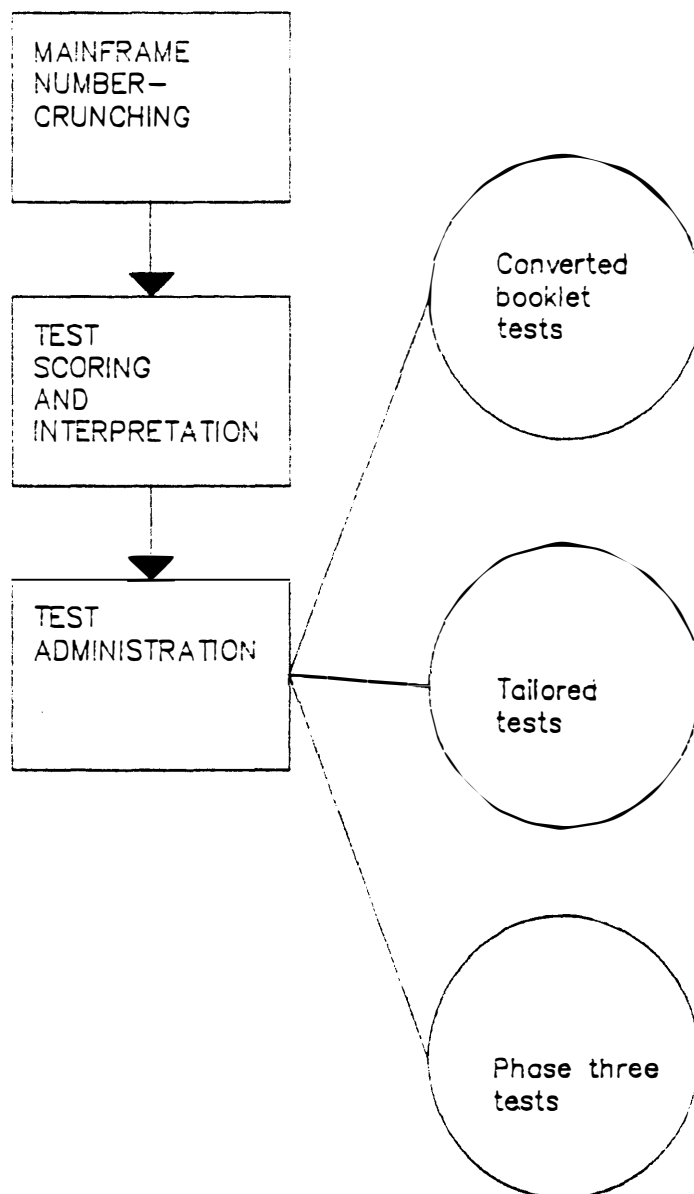 MAINFRAME
NUMBER-
CRUNCHING
TEST
SCORING
AND
INTERPRETATION
TEST
ADMINISTRATION
Converted
booklet
tests
Tailored
tests
Phase three
tests